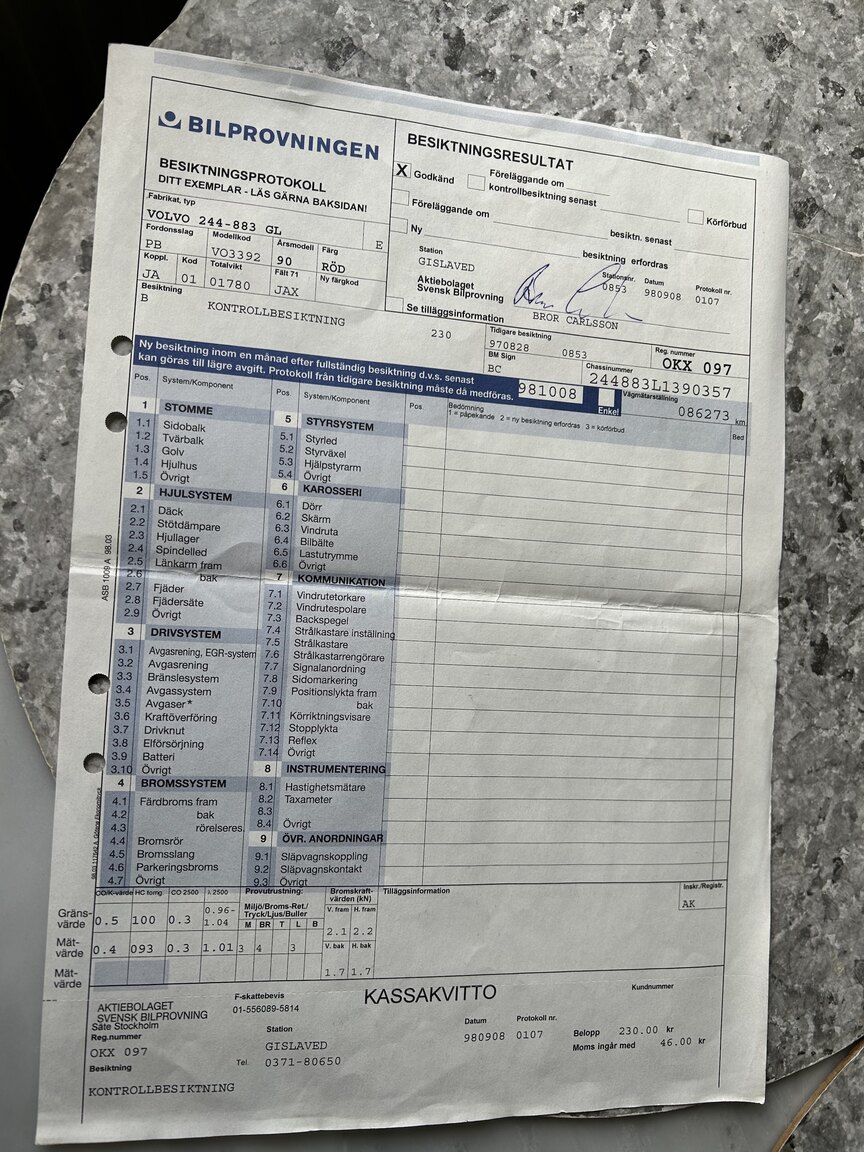 BILPROVNINGEN
BESIKTNINGSPROTOKOLL
DITT EXEMPLAR - LÄS GÄRNA BAKSIDAN!
Fabrikat, typ
VOLVO 244-883 GL
E
Fordonsslag Modellkod Årsmodell Färg
PB VO3392 90 RÖD
Koppl. Kod Totalvikt Fält 71 Ny färgkod
JA 01 01780 JAX
Besiktning
B KONTROLLBESIKTNING
BESIKTNINGSRESULTAT
X Godkänd
Föreläggande om
kontrollbesiktning senast
Körförbud
Föreläggande om
besiktn. senast
Ny
besiktning erfordras
Station
GISLAVED
Stationsnr. Datum Protokoll nr.
0853 980908 0107
Aktiebolaget
Svensk Bilprovning
BROR CARLSSON
Se tilläggsinformation
230
Tidigare besiktning
970828 0853
Reg. nummer
OKX 097
BM Sign
BC
Chassinummer
244883L1390357
Ny besiktning inom en månad efter fullständig besiktning d.v.s. senast
kan göras till lägre avgift. Protokoll från tidigare besiktning måste då medföras.
981008
Enkel
Vägmätarställning
086273 km
Pos. System/Komponent
Pos. System/Komponent
Pos. Bedömning
1 = påpekande 2 = ny besiktning erfordras 3 = körförbud
Bed
1 STOMME
1.1 Sidobalk
1.2 Tvärbalk
1.3 Golv
1.4 Hjulhus
1.5 Övrigt
2 HJULSYSTEM
2.1 Däck
2.2 Stötdämpare
2.3 Hjullager
2.4 Spindelled
2.5 Länkarm fram
2.6 bak
2.7 Fjäder
2.8 Fjädersäte
2.9 Övrigt
3 DRIVSYSTEM
3.1 Avgasrening, EGR-system
3.2 Avgasrening
3.3 Bränslesystem
3.4 Avgassystem
3.5 Avgaser*
3.6 Kraftöverföring
3.7 Drivknut
3.8 Elförsörjning
3.9 Batteri
3.10 Övrigt
4 BROMSSYSTEM
4.1 Färdbroms fram
4.2 bak
4.3 rörelseres.
4.4 Bromsrör
4.5 Bromsslang
4.6 Parkeringsbroms
4.7 Övrigt
5 STYRSYSTEM
5.1 Styrled
5.2 Styrväxel
5.3 Hjälpstyrarm
5.4 Övrigt
6 KAROSSERI
6.1 Dörr
6.2 Skärm
6.3 Vindruta
6.4 Bilbälte
6.5 Lastutrymme
6.6 Övrigt
7 KOMMUNIKATION
7.1 Vindrutetorkare
7.2 Vindrutespolare
7.3 Backspegel
7.4 Strålkastare inställning
7.5 Strålkastare
7.6 Strålkastarrengörare
7.7 Signalanordning
7.8 Sidomarkering
7.9 Positionslykta fram
7.10 bak
7.11 Körriktningsvisare
7.12 Stopplykta
7.13 Reflex
7.14 Övrigt
8 INSTRUMENTERING
8.1 Hastighetsmätare
8.2 Taxameter
8.3
8.4 Övrigt
9 ÖVR. ANORDNINGAR
9.1 Släpvagnskoppling
9.2 Släpvagnskontakt
9.3 Övrigt
ASB 1009 A 98.03
CO/K-värde HC tomg. CO 2500 λ 2500
Gränsvärde 0.5 100 0.3 0.96-1.04
Mätvärde 0.4 093 0.3 1.01
Mätvärde
Provutrustning:
Miljö/Broms-Ret./
Tryck/Ljus/Buller
M BR T L B
3 4 3
Bromskraftvärden (kN)
V. fram H. fram
2.1 2.2
V. bak H. bak
1.7 1.7
Tilläggsinformation
Inskr./Registr.
AK
KASSAKVITTO
Kundnummer
AKTIEBOLAGET
SVENSK BILPROVNING
Säte Stockholm
F-skattebevis
01-556089-5814
Reg.nummer
OKX 097
Station
GISLAVED
Tel. 0371-80650
Datum Protokoll nr.
980908 0107
Belopp 230.00 kr
Moms ingår med 46.00 kr
Besiktning
KONTROLLBESIKTNING